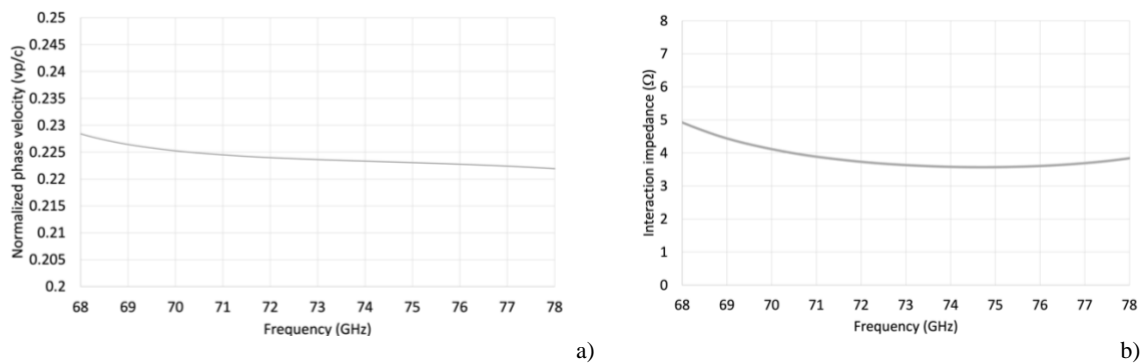 Normalized phase velocity (vp/c)
0.25
0.245
0.24
0.235
0.23
0.225
0.22
0.215
0.21
0.205
0.2
68 69 70 71 72 73 74 75 76 77 78
Frequency (GHz)
a)
Interaction impedance (Ω)
8
7
6
5
4
3
2
1
0
68 69 70 71 72 73 74 75 76 77 78
Frequency (GHz)
b)